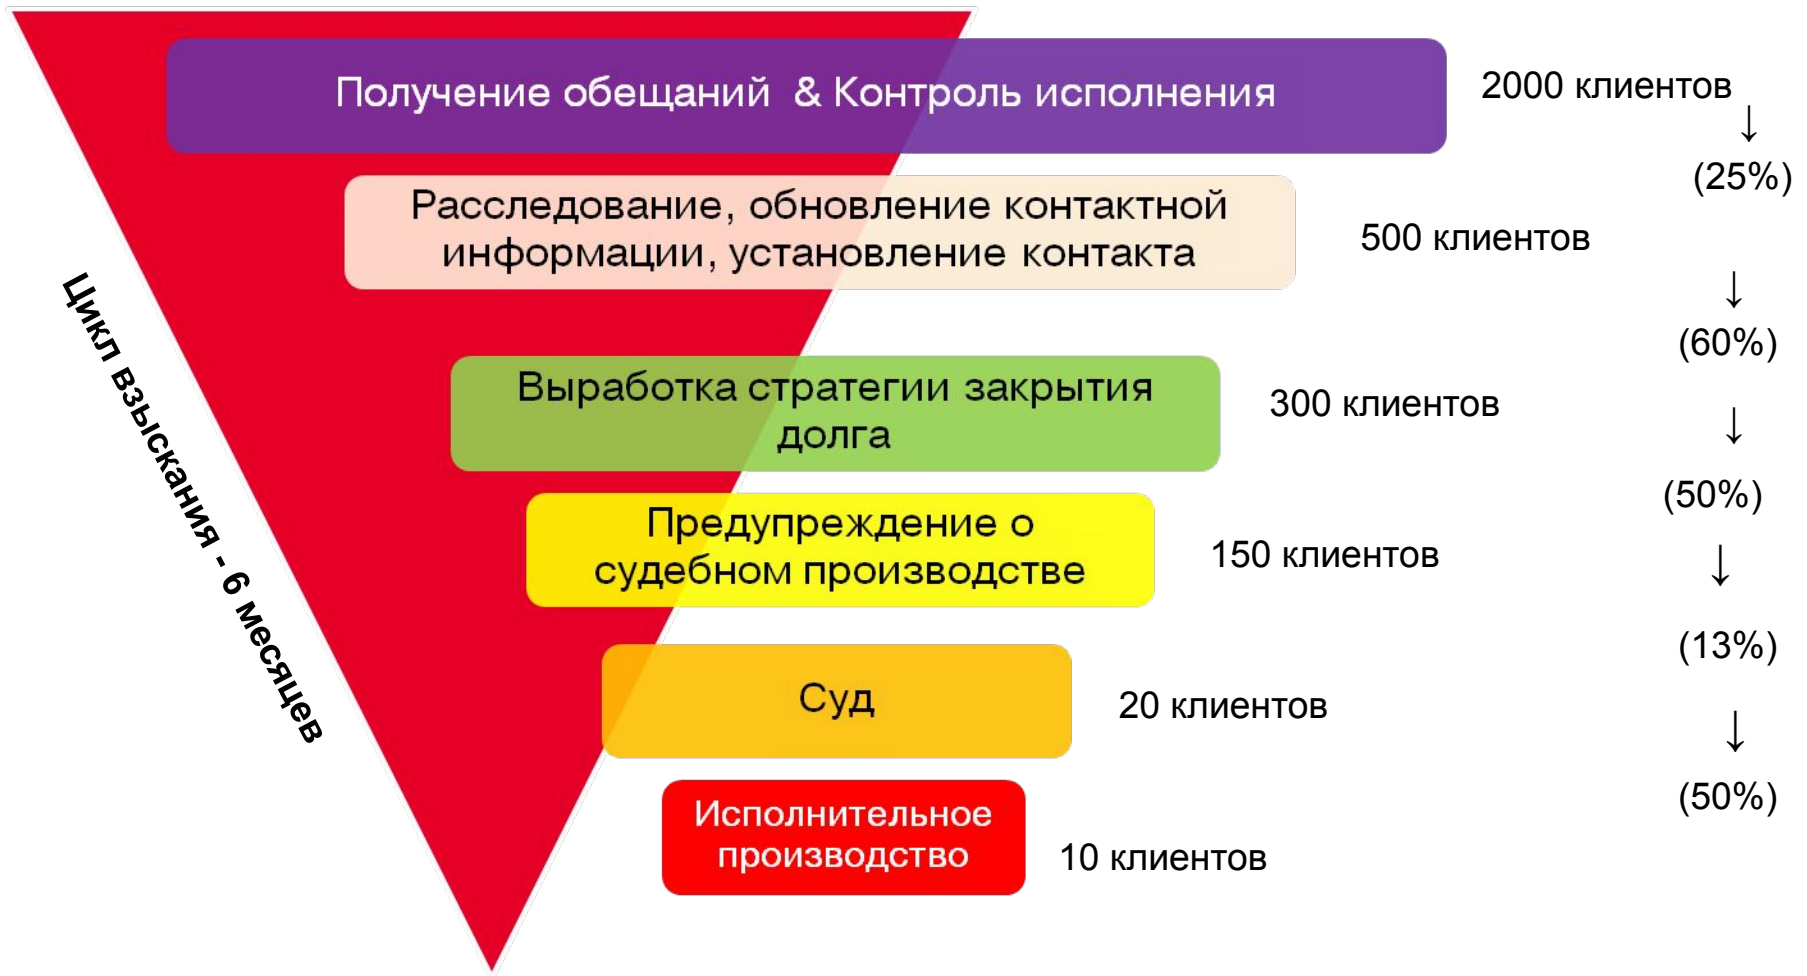 Получение обещаний & Контроль исполнения
2000 клиентов
↓
(25%)
Расследование, обновление контактной
информации, установление контакта
500 клиентов
↓
(60%)
Выработка стратегии закрытия
долга
300 клиентов
↓
(50%)
Предупреждение о
судебном производстве
150 клиентов
↓
(13%)
Суд
20 клиентов
↓
(50%)
Исполнительное
производство
10 клиентов
Цикл взыскания - 6 месяцев